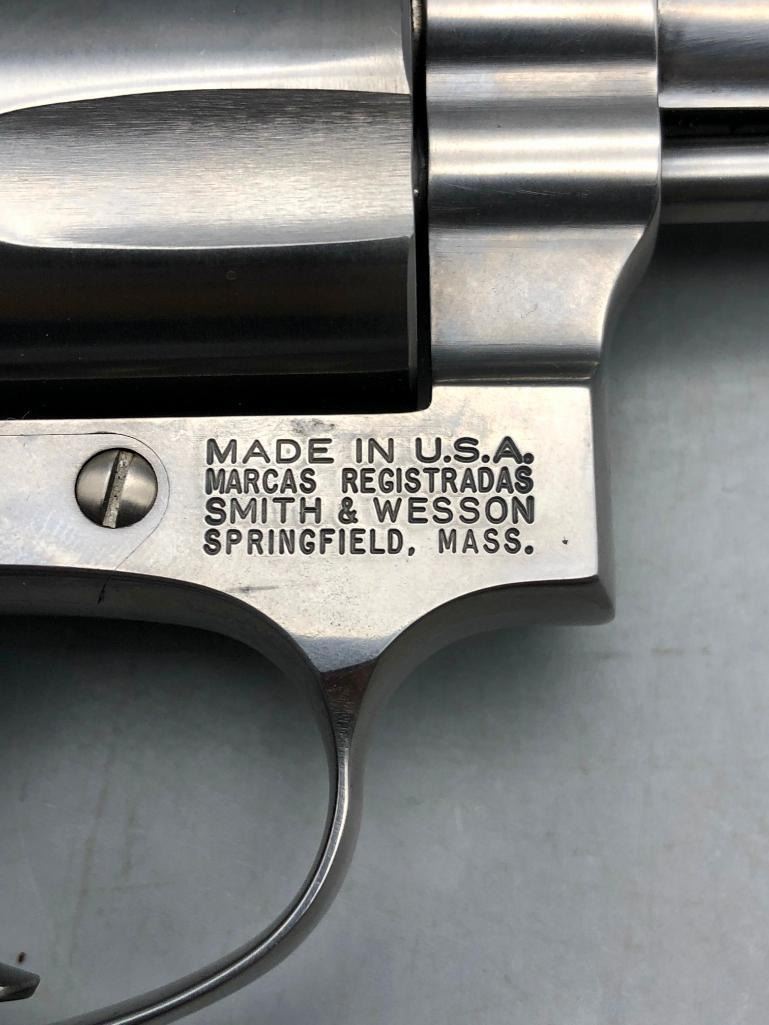 MADE IN U.S.A.
MARCAS REGISTRADAS
SMITH & WESSON
SPRINGFIELD, MASS.